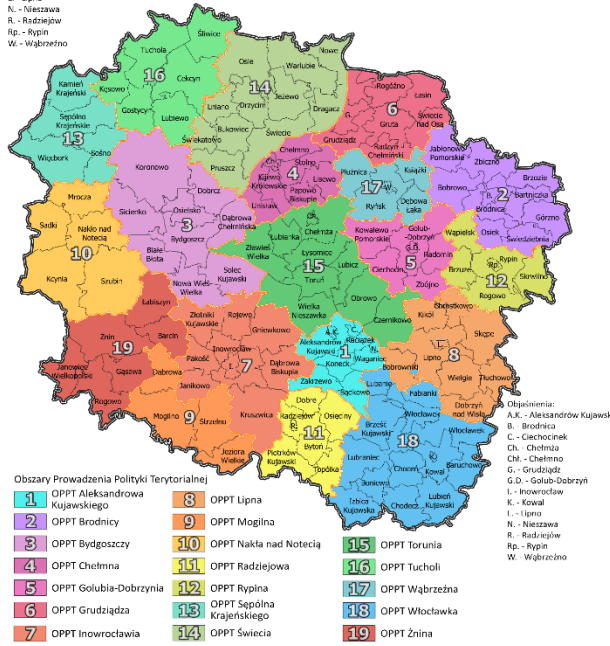 N. - Nieszawa
R. - Radziejów
Rp. - Rypin
W. - Wąbrzeźno
Śliwice
Tuchola
16
Cekcyn
Kęsowo
Gostycyn
Lubiewo
Osie
Warlubie
Nowe
14
Lniano
Drzycim
Jeżewo
Dragacz
Bukowiec
Świecie
Świekatowo
Pruszcz
Kamień
Krajeński
Sępólno
Krajeńskie
13
Sośno
Więcbork
Rogóźno
Łasin
6
G.
Gruta
Świecie
nad Osą
Grudziądz
Radzyń
Chełmiński
Chełmno
Ch.
Stolno
4
Kijewo
Królewskie
Lisewo
Papowo
Biskupie
Unisław
Płużnica
Książki
17
W.
Ryńsk
Dębowa
Łąka
Jabłonowo
Pomorskie
Zbiczno
Brzozie
Bobrowo
2
Bartniczka
B.
Brodnica
Górzno
Osiek
Świedziebnia
Koronowo
Dobrcz
Sicienko
Osielsko
3
Dąbrowa
Chełmińska
Bydgoszcz
Białe
Błota
Solec
Kujawski
Nowa Wieś
Wielka
Mrocza
Sadki
Nakło nad
Notecią
10
Kcynia
Szubin
Ch.
Łubianka
Chełmża
Zławieś
Wielka
Łysomice
15
Lubicz
Toruń
Obrowo
Wielka
Nieszawka
Czernikowo
Kowalewo
Pomorskie
Golub-
Dobrzyń
G.D.
5
Radomin
Ciechocin
Zbójno
Wąpielsk
Rypin
Rp.
Brzuze
12
Skrwilno
Rogowo
Łabiszyn
Żnin
Barcin
19
Janowiec
Wielkopolski
Gąsawa
Rogowo
Złotniki
Kujawskie
Rojewo
Gniewkowo
Pakość
Inowrocław
I.
7
Dąbrowa
Biskupia
Janikowo
Kruszwica
Dąbrowa
Mogilno
9
Strzelno
Jeziora
Wielkie
A.K.
C.
Raciążek
Aleksandrów
Kujawski
1
N.
Waganiec
Koneck
Zakrzewo
Bądkowo
Chrostkowo
Kikół
Skępe
L.
Lipno
8
Bobrowniki
Wielgie
Tłuchowo
Dobrzyń
nad Wisłą
Dobre
Radziejów
R.
Osięciny
11
Bytoń
Piotrków
Kujawski
Topólka
Lubanie
Fabianki
Brześć
Kujawski
Włocławek
Włocławek
Lubraniec
18
Choceń
K.
Kowal
Baruchowo
Boniewo
Izbica
Kujawska
Chodecz
Lubień
Kujawski
Objaśnienia:
A.K. - Aleksandrów Kujawsk
B. - Brodnica
C. - Ciechocinek
Ch. - Chełmża
Chł. - Chełmno
G. - Grudziądz
G.D. - Golub-Dobrzyń
I. - Inowrocław
K. - Kowal
L. - Lipno
N. - Nieszawa
R. - Radziejów
Rp. - Rypin
W. - Wąbrzeźno
Obszary Prowadzenia Polityki Terytorialnej
1 OPPT Aleksandrowa
Kujawskiego
2 OPPT Brodnicy
3 OPPT Bydgoszczy
4 OPPT Chełmna
5 OPPT Golubia-Dobrzynia
6 OPPT Grudziądza
7 OPPT Inowrocławia
8 OPPT Lipna
9 OPPT Mogilna
10 OPPT Nakła nad Notecią
11 OPPT Radziejowa
12 OPPT Rypina
13 OPPT Sępólna
Krajeńskiego
14 OPPT Świecia
15 OPPT Torunia
16 OPPT Tucholi
17 OPPT Wąbrzeźna
18 OPPT Włocławka
19 OPPT Żnina